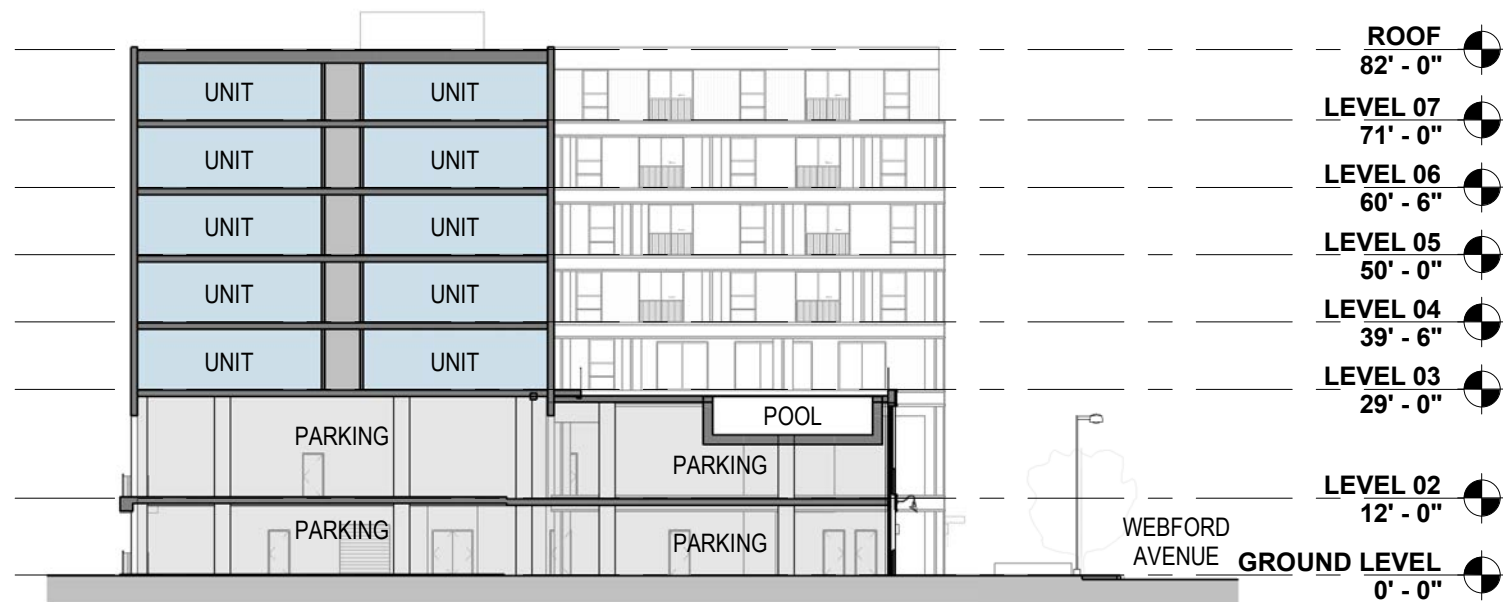 ROOF
82' - 0"
UNIT UNIT
LEVEL 07
71' - 0"
UNIT UNIT
LEVEL 06
60' - 6"
UNIT UNIT
LEVEL 05
50' - 0"
UNIT UNIT
LEVEL 04
39' - 6"
UNIT UNIT
LEVEL 03
29' - 0"
POOL
PARKING
PARKING
LEVEL 02
12' - 0"
PARKING
PARKING
WEBFORD
AVENUE
GROUND LEVEL
0' - 0"